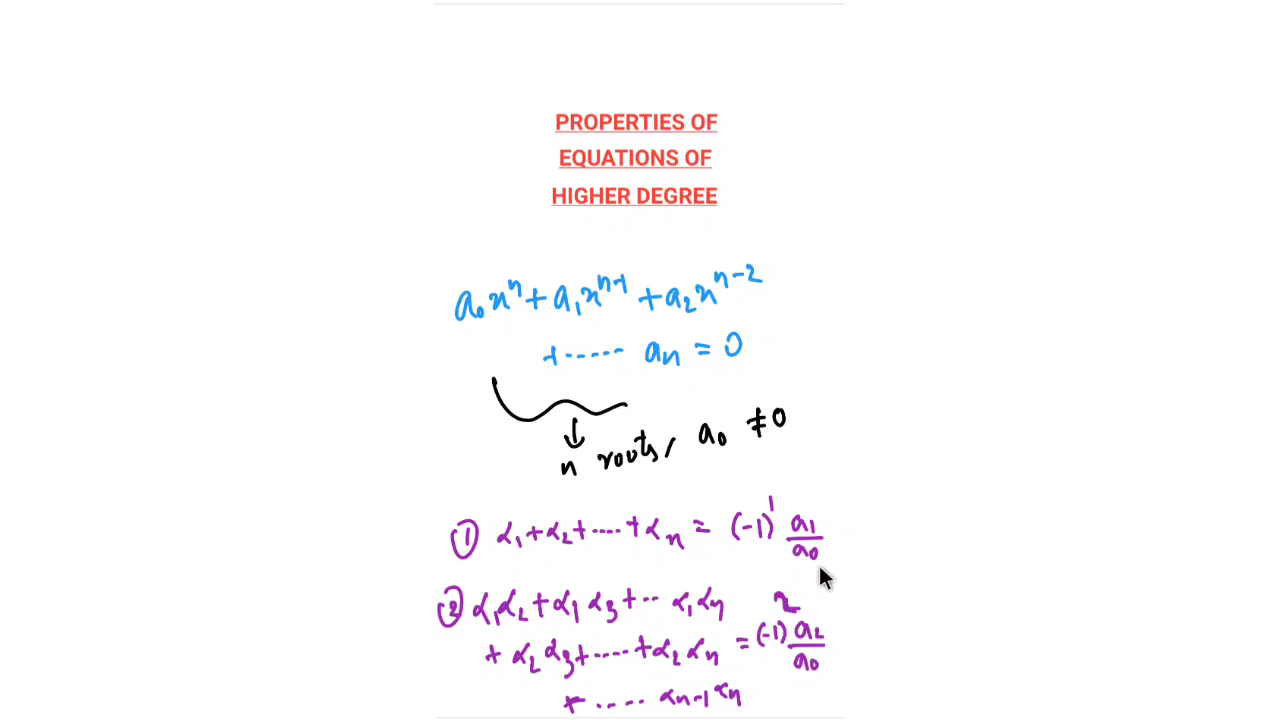 PROPERTIES OF
EQUATIONS OF
HIGHER DEGREE
a₀xⁿ + a₁xⁿ⁻¹ + a₂xⁿ⁻²
+ ...... aₙ = 0
↓
n roots, a₀ ≠ 0
① α₁ + α₂ + .... + αₙ = (-1)¹ a₁/a₀
② α₁α₂ + α₁α₃ + .. α₁αₙ
+ α₂α₃ + ..... + α₂αₙ = (-1)² a₂/a₀
+ ..... αₙ₋₁αₙ